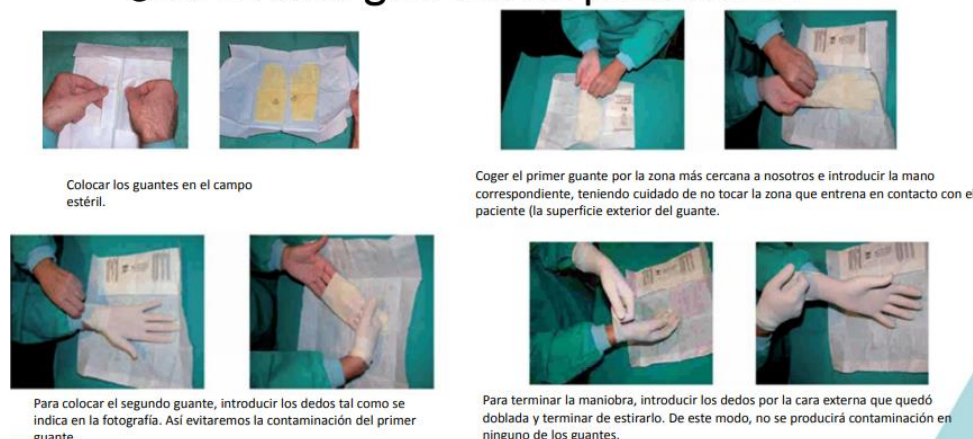 Colocar los guantes en el campo
estéril.
Coger el primer guante por la zona más cercana a nosotros e introducir la mano
correspondiente, teniendo cuidado de no tocar la zona que entrena en contacto con el
paciente (la superficie exterior del guante.
Para colocar el segundo guante, introducir los dedos tal como se
indica en la fotografía. Así evitaremos la contaminación del primer
guante
Para terminar la maniobra, introducir los dedos por la cara externa que quedó
doblada y terminar de estirarlo. De este modo, no se producirá contaminación en
ninguno de los guantes.